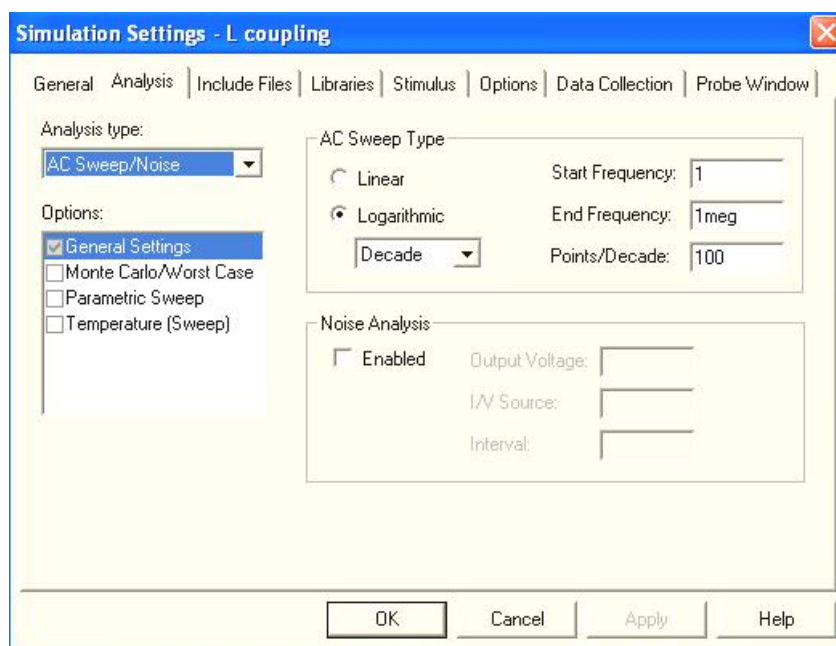 Simulation Settings - L coupling
General Analysis Include Files Libraries Stimulus Options Data Collection Probe Window
Analysis type:
AC Sweep/Noise
Options:
General Settings
Monte Carlo/Worst Case
Parametric Sweep
Temperature (Sweep)
AC Sweep Type
Linear
Logarithmic
Decade
Start Frequency: 1
End Frequency: 1meg
Points/Decade: 100
Noise Analysis
Enabled
Output Voltage:
I/V Source:
Interval:
OK Cancel Apply Help